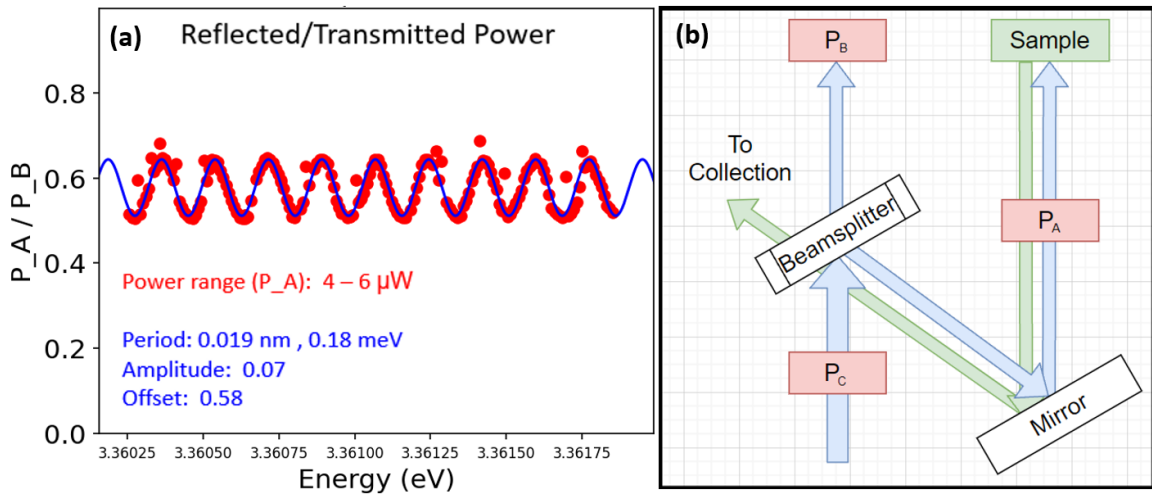 (a)
Reflected/Transmitted Power
P_A / P_B
0.8
0.6
0.4
0.2
0.0
Power range (P_A): 4 – 6 µW
Period: 0.019 nm , 0.18 meV
Amplitude: 0.07
Offset: 0.58
3.36025 3.36050 3.36075 3.36100 3.36125 3.36150 3.36175
Energy (eV)
(b)
P_B
Sample
To
Collection
Beamsplitter
P_A
P_C
Mirror